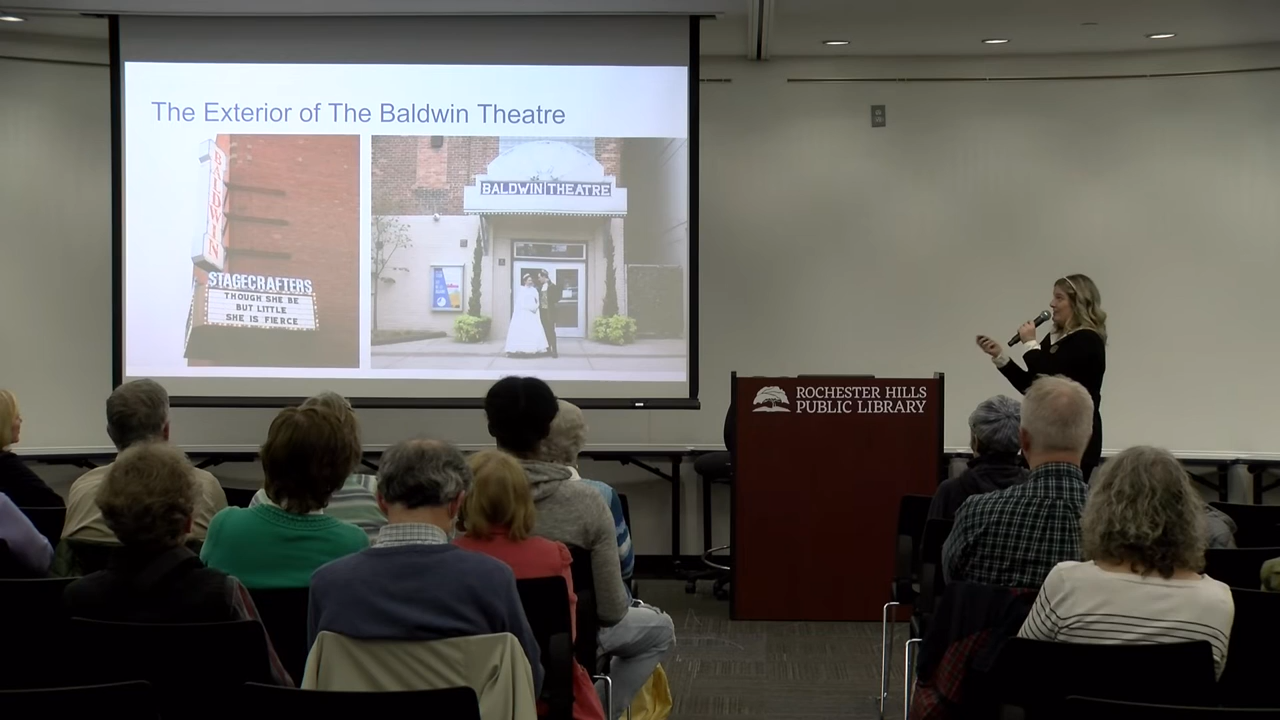 The Exterior of The Baldwin Theatre
BALDWIN
STAGECRAFTERS
THOUGH SHE BE
BUT LITTLE
SHE IS FIERCE
BALDWIN THEATRE
ROCHESTER HILLS
PUBLIC LIBRARY